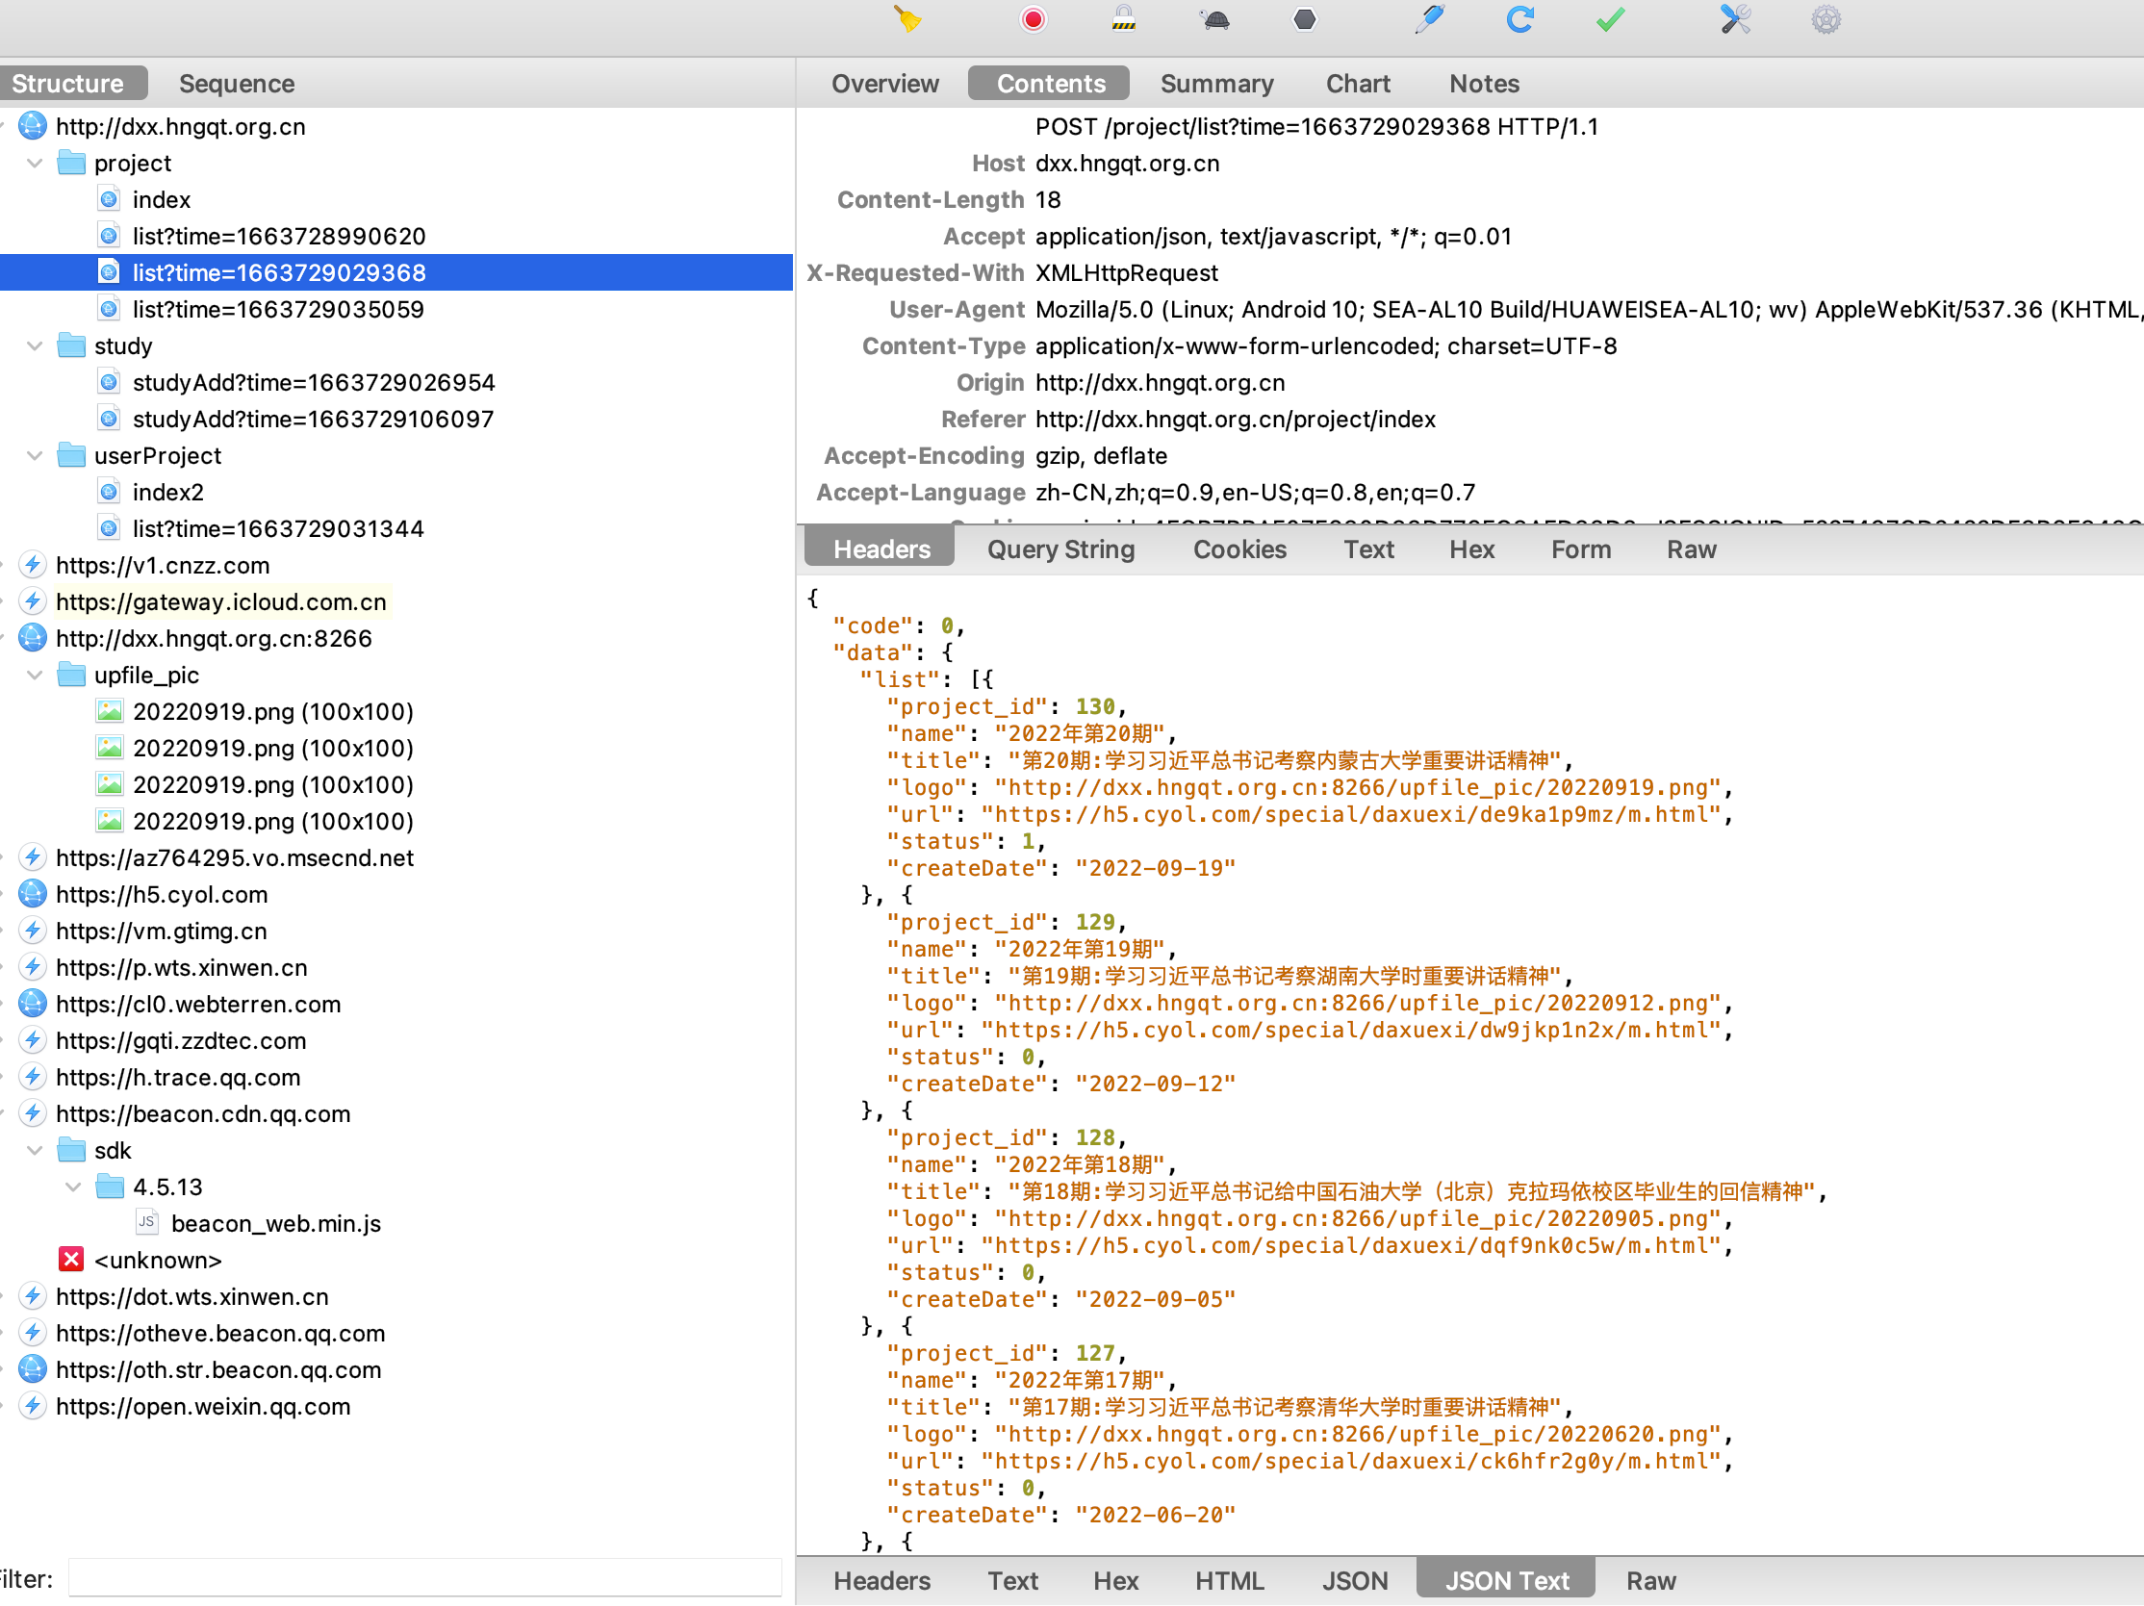 Structure
Sequence
http://dxx.hngqt.org.cn
project
index
list?time=1663728990620
list?time=1663729029368
list?time=1663729035059
study
studyAdd?time=1663729026954
studyAdd?time=1663729106097
userProject
index2
list?time=1663729031344
https://v1.cnzz.com
https://gateway.icloud.com.cn
http://dxx.hngqt.org.cn:8266
upfile_pic
20220919.png (100x100)
20220919.png (100x100)
20220919.png (100x100)
20220919.png (100x100)
https://az764295.vo.msecnd.net
https://h5.cyol.com
https://vm.gtimg.cn
https://p.wts.xinwen.cn
https://cl0.webterren.com
https://gqti.zzdtec.com
https://h.trace.qq.com
https://beacon.cdn.qq.com
sdk
4.5.13
JS beacon_web.min.js
<unknown>
https://dot.wts.xinwen.cn
https://otheve.beacon.qq.com
https://oth.str.beacon.qq.com
https://open.weixin.qq.com
ilter:
Overview Contents Summary Chart Notes
POST /project/list?time=1663729029368 HTTP/1.1
Host dxx.hngqt.org.cn
Content-Length 18
Accept application/json, text/javascript, */*; q=0.01
X-Requested-With XMLHttpRequest
User-Agent Mozilla/5.0 (Linux; Android 10; SEA-AL10 Build/HUAWEISEA-AL10; wv) AppleWebKit/537.36 (KHTML,
Content-Type application/x-www-form-urlencoded; charset=UTF-8
Origin http://dxx.hngqt.org.cn
Referer http://dxx.hngqt.org.cn/project/index
Accept-Encoding gzip, deflate
Accept-Language zh-CN,zh;q=0.9,en-US;q=0.8,en;q=0.7
Headers Query String Cookies Text Hex Form Raw
{
"code": 0,
"data": {
"list": [{
"project_id": 130,
"name": "2022年第20期",
"title": "第20期:学习习近平总书记考察内蒙古大学重要讲话精神",
"logo": "http://dxx.hngqt.org.cn:8266/upfile_pic/20220919.png",
"url": "https://h5.cyol.com/special/daxuexi/de9ka1p9mz/m.html",
"status": 1,
"createDate": "2022-09-19"
}, {
"project_id": 129,
"name": "2022年第19期",
"title": "第19期:学习习近平总书记考察湖南大学时重要讲话精神",
"logo": "http://dxx.hngqt.org.cn:8266/upfile_pic/20220912.png",
"url": "https://h5.cyol.com/special/daxuexi/dw9jkp1n2x/m.html",
"status": 0,
"createDate": "2022-09-12"
}, {
"project_id": 128,
"name": "2022年第18期",
"title": "第18期:学习习近平总书记给中国石油大学（北京）克拉玛依校区毕业生的回信精神",
"logo": "http://dxx.hngqt.org.cn:8266/upfile_pic/20220905.png",
"url": "https://h5.cyol.com/special/daxuexi/dqf9nk0c5w/m.html",
"status": 0,
"createDate": "2022-09-05"
}, {
"project_id": 127,
"name": "2022年第17期",
"title": "第17期:学习习近平总书记考察清华大学时重要讲话精神",
"logo": "http://dxx.hngqt.org.cn:8266/upfile_pic/20220620.png",
"url": "https://h5.cyol.com/special/daxuexi/ck6hfr2g0y/m.html",
"status": 0,
"createDate": "2022-06-20"
}, {
Headers Text Hex HTML JSON JSON Text Raw